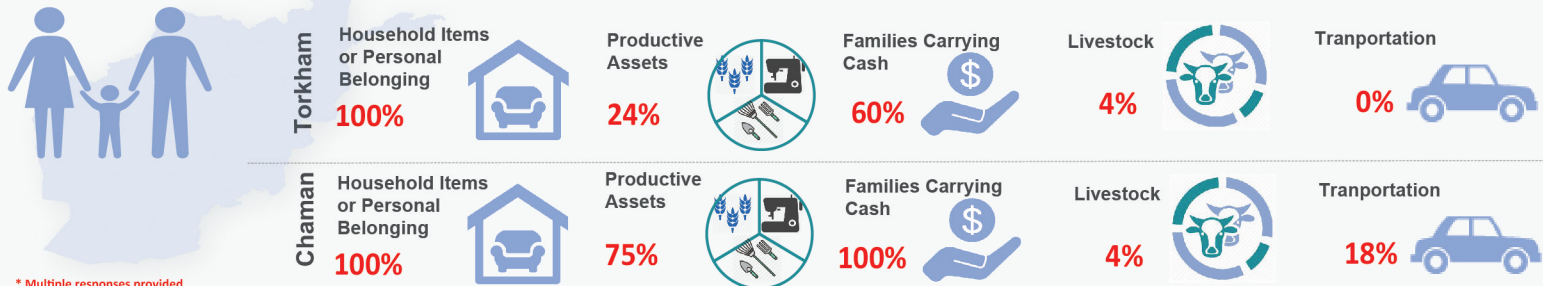 Torkham
Household Items
or Personal
Belonging
100%
Productive
Assets
24%
Families Carrying
Cash
$
60%
Livestock
4%
Tranportation
0%
Chaman
Household Items
or Personal
Belonging
100%
Productive
Assets
75%
Families Carrying
Cash
$
100%
Livestock
4%
Tranportation
18%
* Multiple responses provided